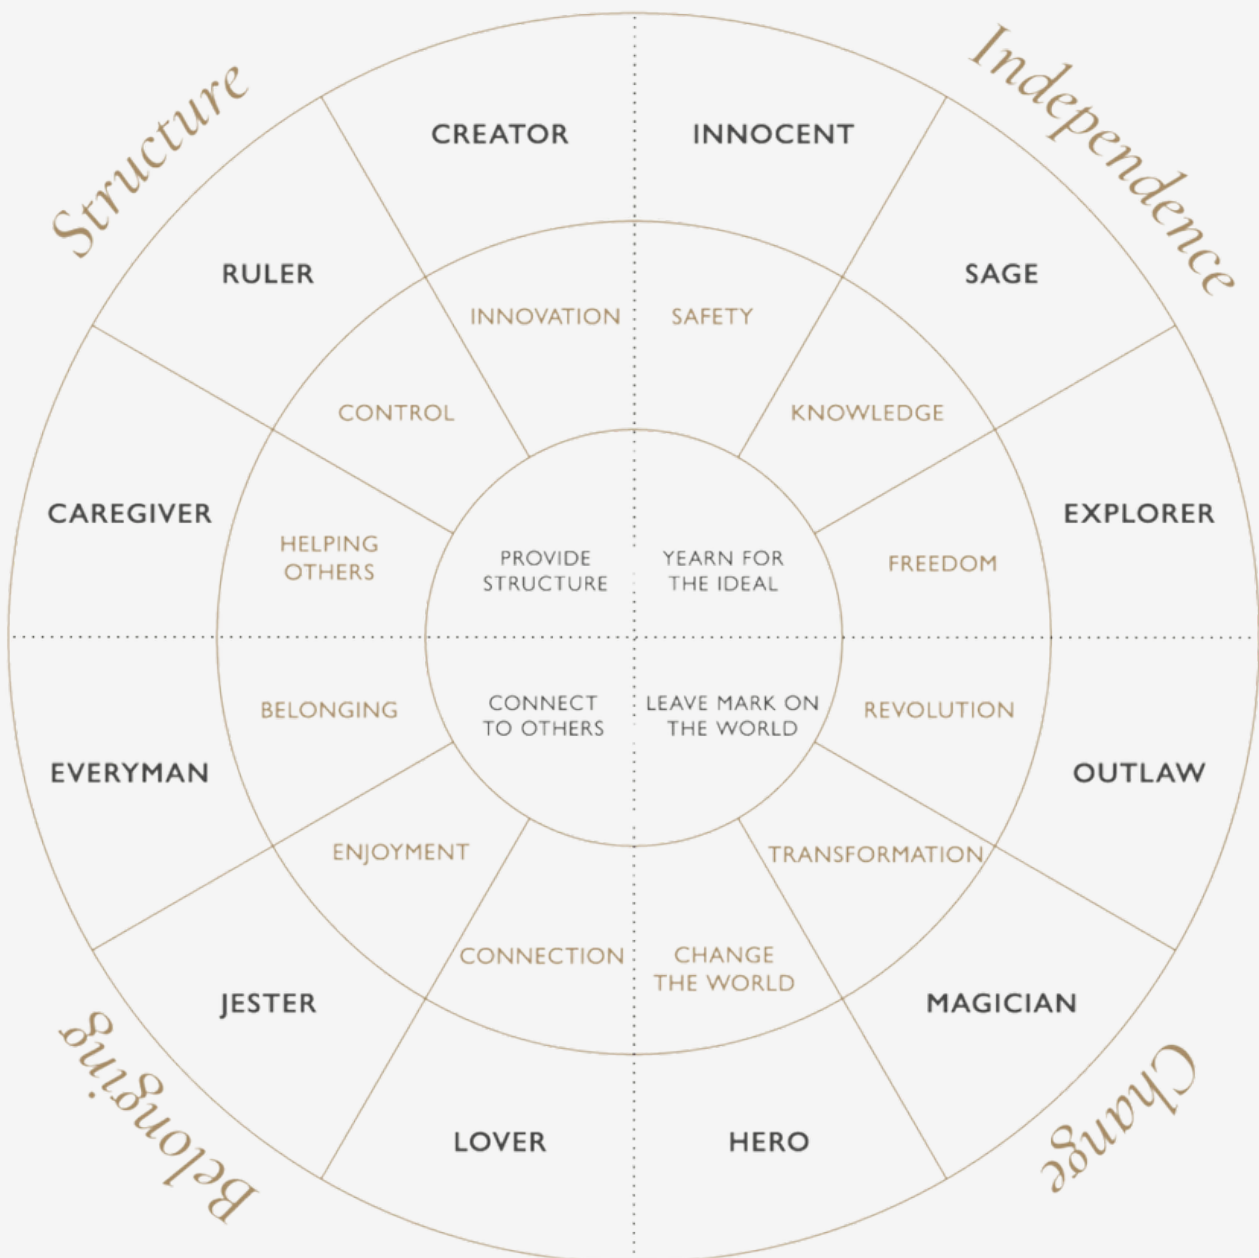 Structure
Independence
CREATOR
INNOCENT
RULER
SAGE
CAREGIVER
EXPLORER
EVERYMAN
OUTLAW
JESTER
MAGICIAN
LOVER
HERO
INNOVATION
SAFETY
CONTROL
KNOWLEDGE
HELPING
OTHERS
FREEDOM
BELONGING
REVOLUTION
ENJOYMENT
TRANSFORMATION
CONNECTION
CHANGE
THE WORLD
PROVIDE
STRUCTURE
YEARN FOR
THE IDEAL
CONNECT
TO OTHERS
LEAVE MARK ON
THE WORLD
Belonging
Change